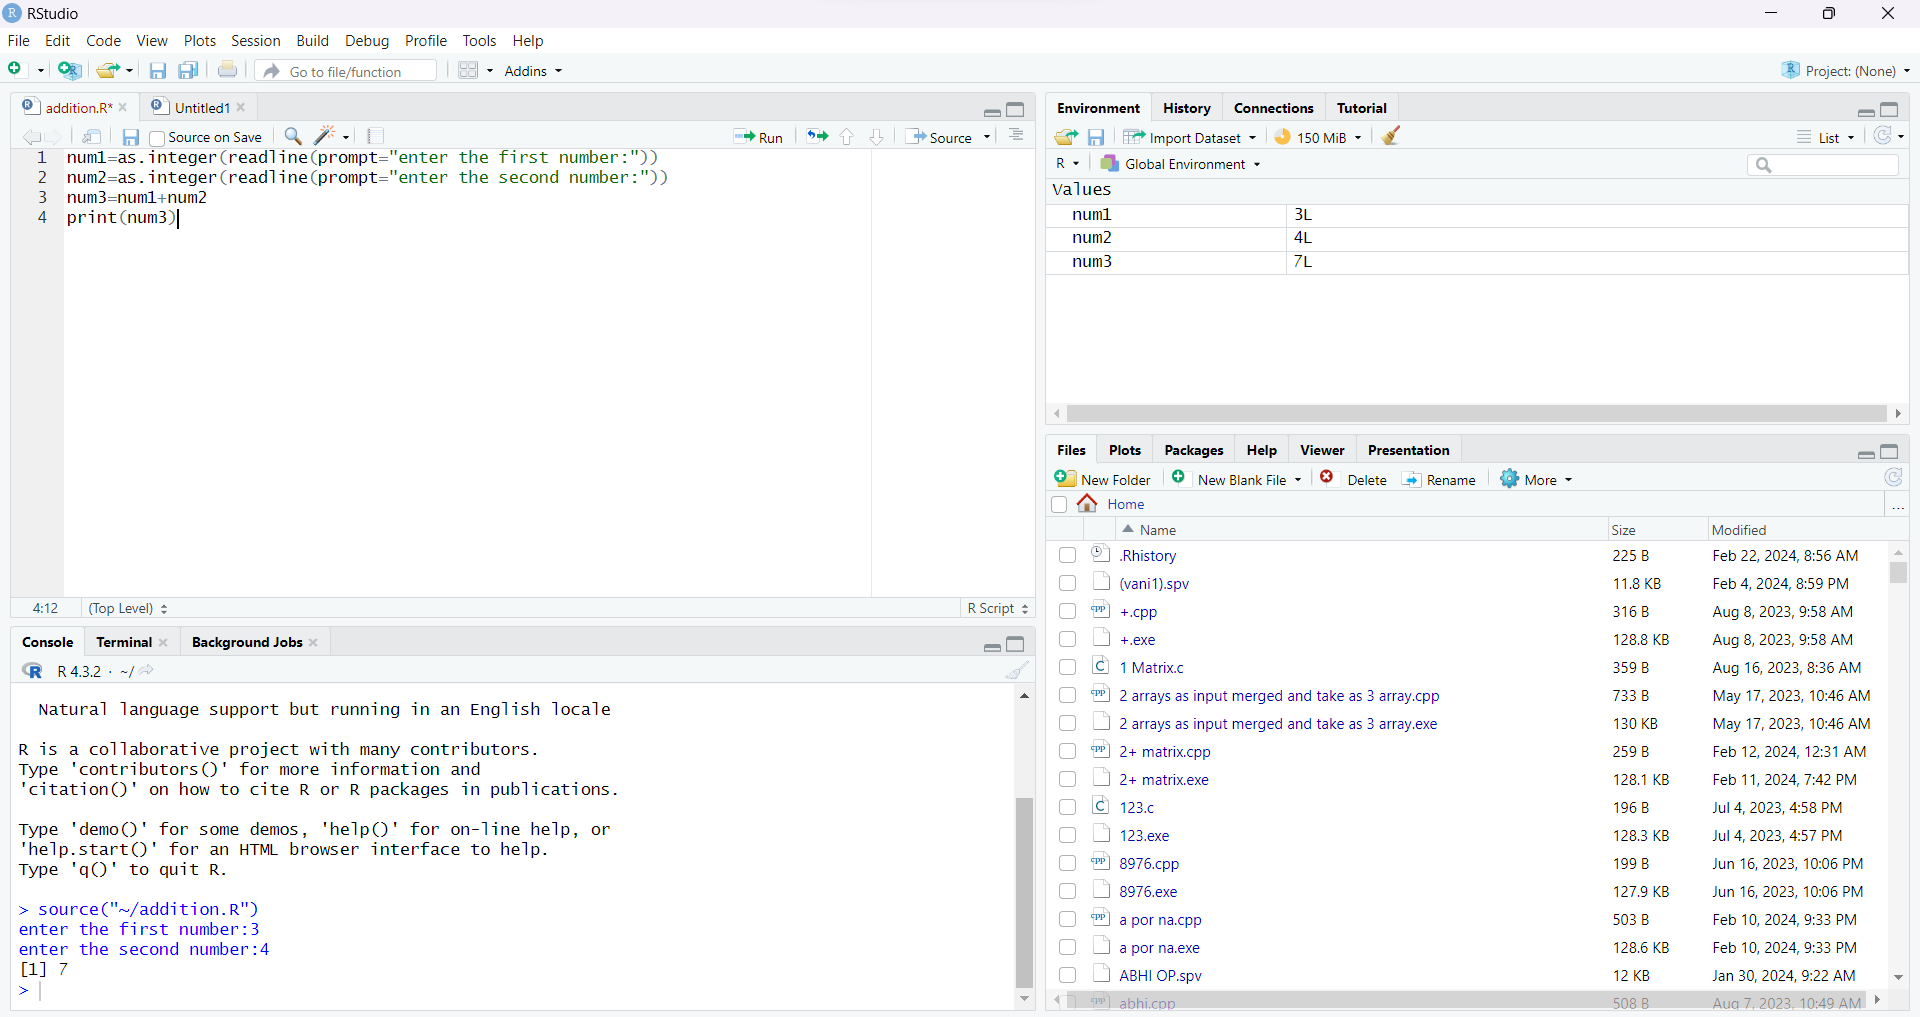 RStudio
File Edit Code View Plots Session Build Debug Profile Tools Help
Go to file/function Addins Project: (None)
addition.R* Untitled1
Source on Save Run Source
1 num1=as.integer(readline(prompt="enter the first number:"))
2 num2=as.integer(readline(prompt="enter the second number:"))
3 num3=num1+num2
4 print(num3)
4:12 (Top Level) R Script
Console Terminal Background Jobs
R 4.3.2 · ~/
Natural language support but running in an English locale
R is a collaborative project with many contributors.
Type 'contributors()' for more information and
'citation()' on how to cite R or R packages in publications.
Type 'demo()' for some demos, 'help()' for on-line help, or
'help.start()' for an HTML browser interface to help.
Type 'q()' to quit R.
> source("~/addition.R")
enter the first number:3
enter the second number:4
[1] 7
>
Environment History Connections Tutorial
Import Dataset 150 MiB List
R Global Environment
Values
num1 3L
num2 4L
num3 7L
Files Plots Packages Help Viewer Presentation
New Folder New Blank File Delete Rename More
Home ...
Name Size Modified
.Rhistory 225 B Feb 22, 2024, 8:56 AM
(vani1).spv 11.8 KB Feb 4, 2024, 8:59 PM
+.cpp 316 B Aug 8, 2023, 9:58 AM
+.exe 128.8 KB Aug 8, 2023, 9:58 AM
1 Matrix.c 359 B Aug 16, 2023, 8:36 AM
2 arrays as input merged and take as 3 array.cpp 733 B May 17, 2023, 10:46 AM
2 arrays as input merged and take as 3 array.exe 130 KB May 17, 2023, 10:46 AM
2+ matrix.cpp 259 B Feb 12, 2024, 12:31 AM
2+ matrix.exe 128.1 KB Feb 11, 2024, 7:42 PM
123.c 196 B Jul 4, 2023, 4:58 PM
123.exe 128.3 KB Jul 4, 2023, 4:57 PM
8976.cpp 199 B Jun 16, 2023, 10:06 PM
8976.exe 127.9 KB Jun 16, 2023, 10:06 PM
a por na.cpp 503 B Feb 10, 2024, 9:33 PM
a por na.exe 128.6 KB Feb 10, 2024, 9:33 PM
ABHI OP.spv 12 KB Jan 30, 2024, 9:22 AM
abhi.cpp 508 B Aug 7, 2023, 10:49 AM